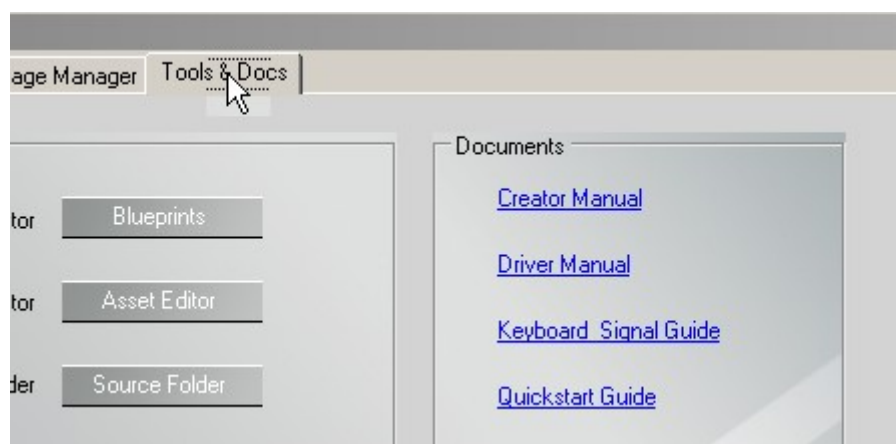 age Manager Tools & Docs
Documents
Creator Manual
tor Blueprints
Driver Manual
tor Asset Editor
Keyboard Signal Guide
der Source Folder
Quickstart Guide